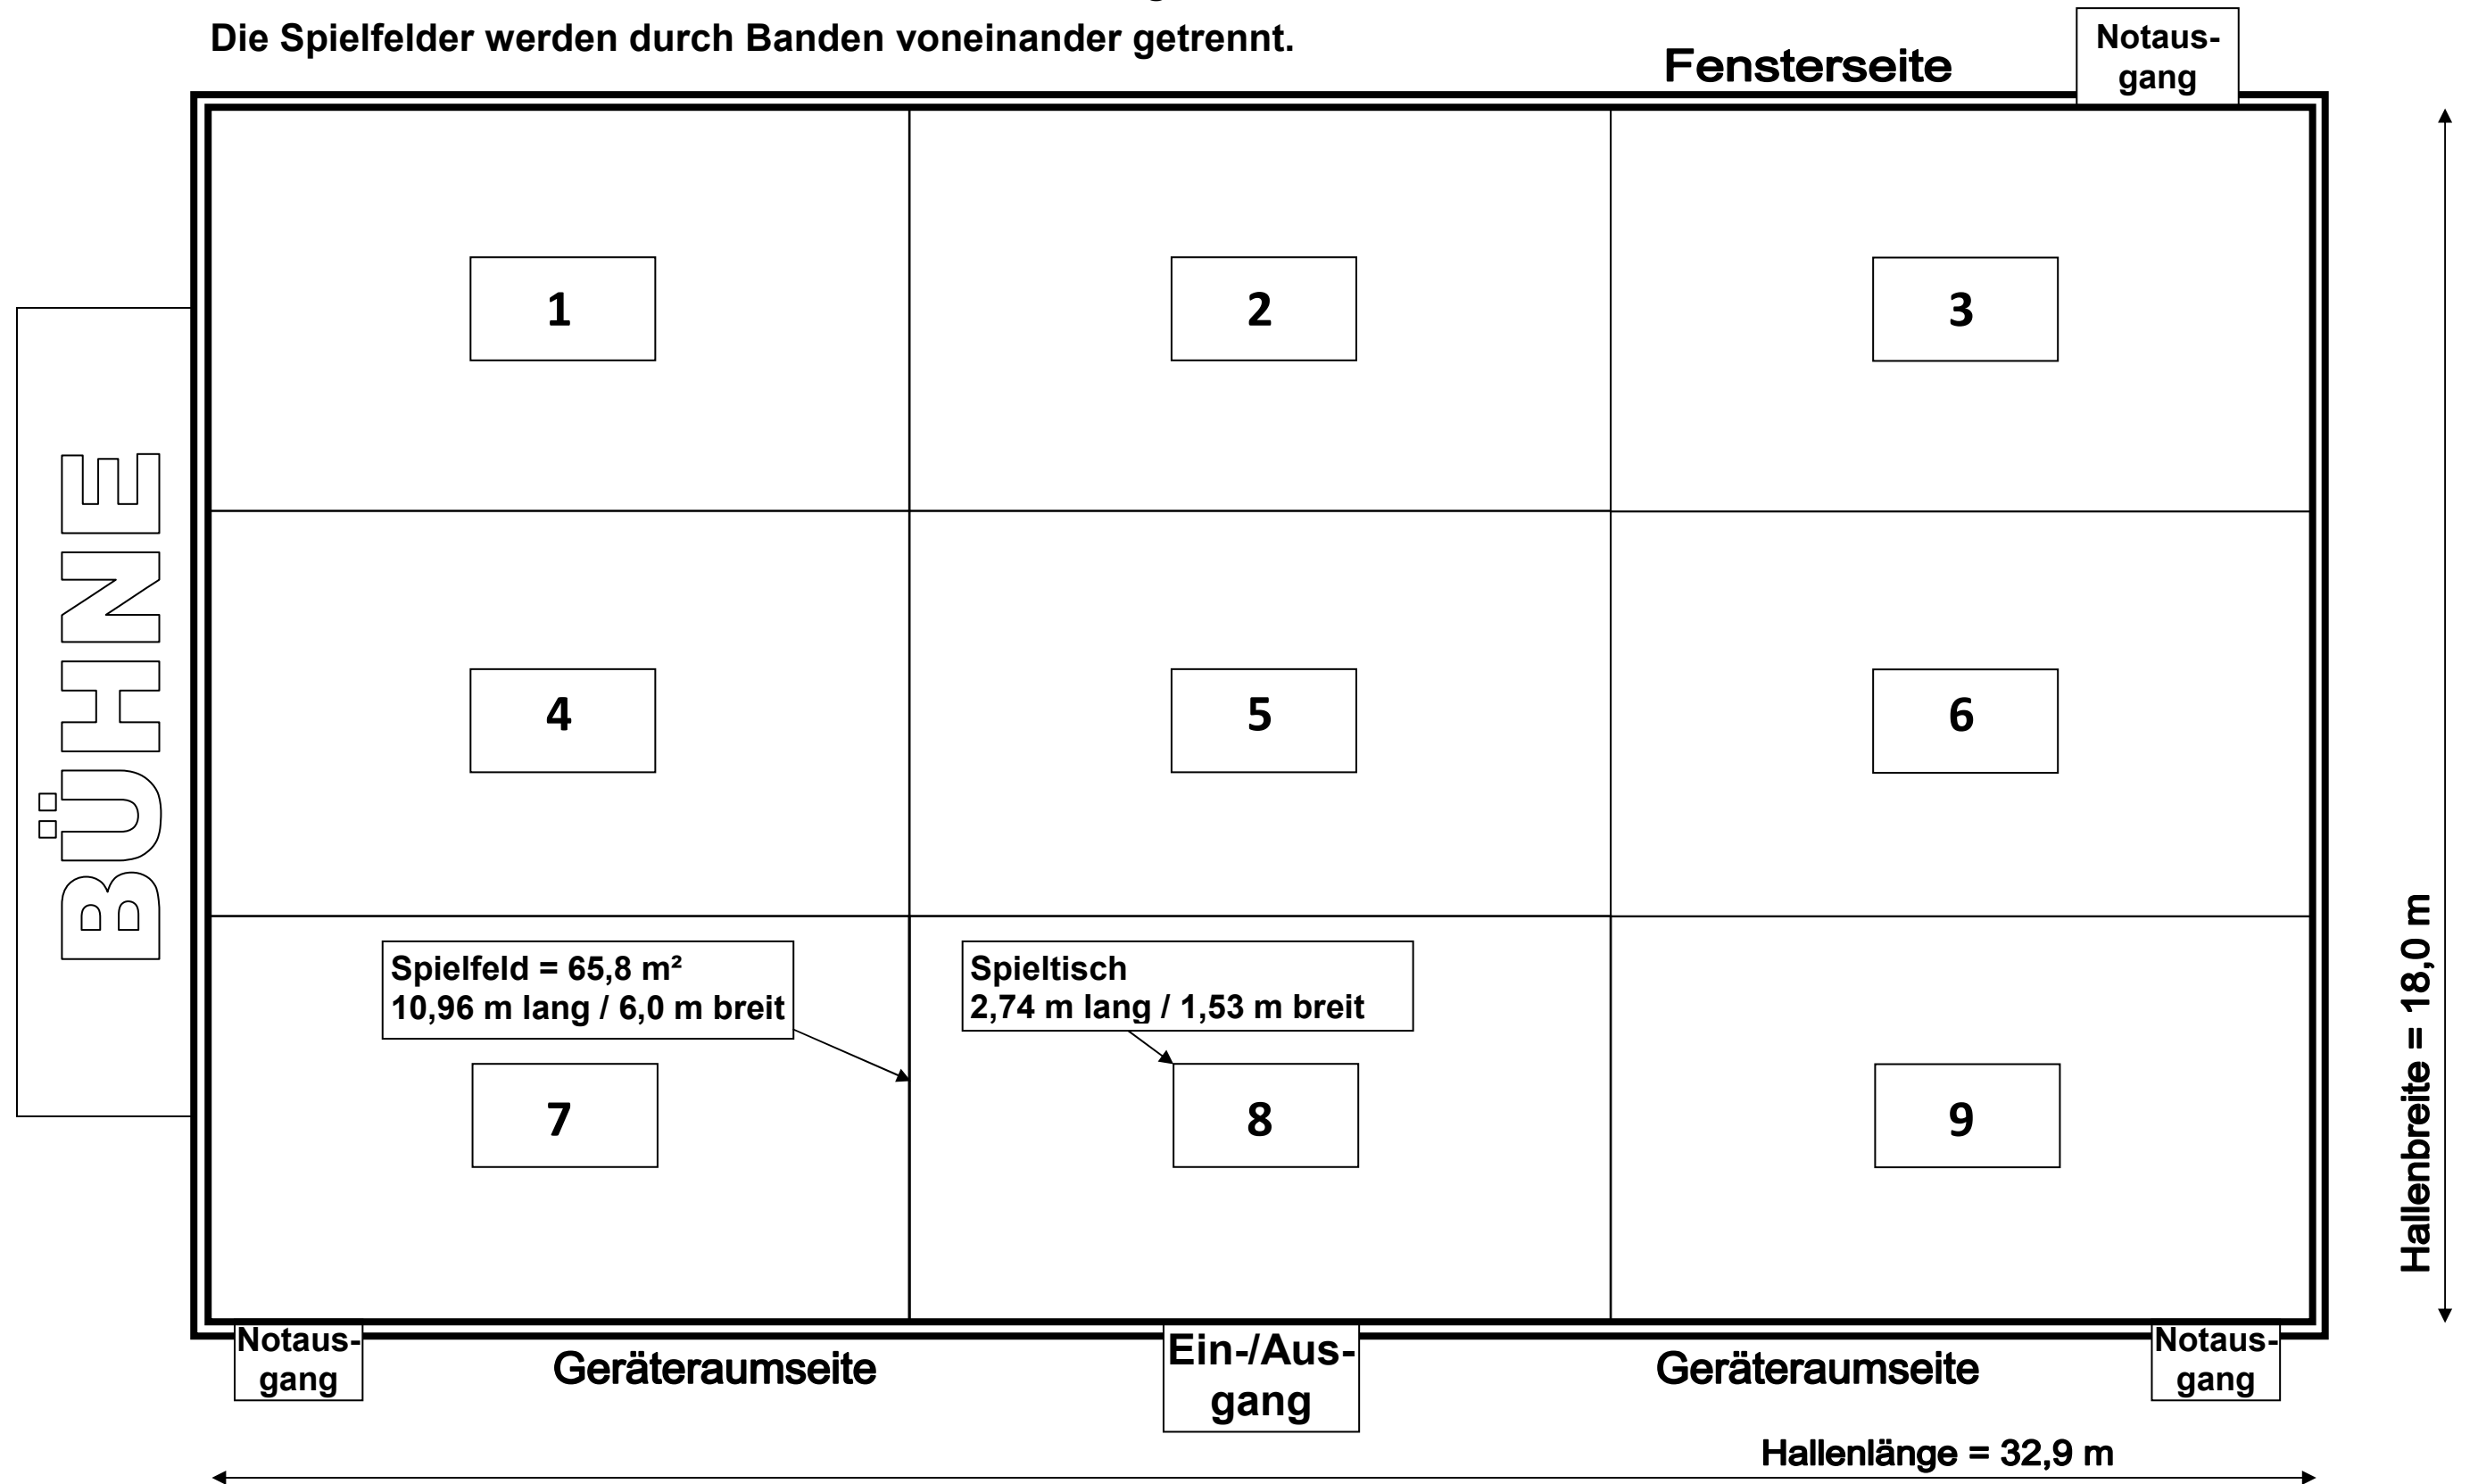 Die Spielfelder werden durch Banden voneinander getrennt.
Fensterseite
Notaus-
gang
1
2
3
BÜHNE
4
5
6
Spielfeld = 65,8 m²
10,96 m lang / 6,0 m breit
Spieltisch
2,74 m lang / 1,53 m breit
7
8
9
Hallenbreite = 18,0 m
Notaus-
gang
Geräteraumseite
Ein-/Aus-
gang
Geräteraumseite
Notaus-
gang
Hallenlänge = 32,9 m